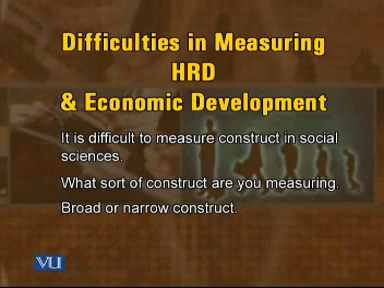 Difficulties in Measuring
HRD
& Economic Development
It is difficult to measure construct in social
sciences.
What sort of construct are you measuring.
Broad or narrow construct.
VU